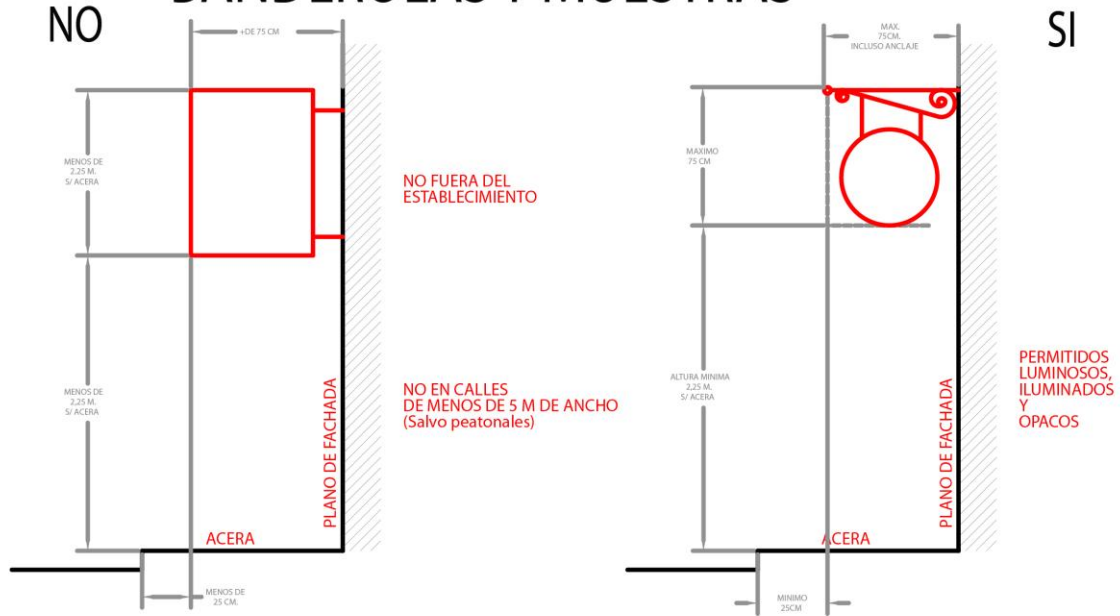 BANDEROLAS Y MUESTRAS
NO
+DE 75 CM
MENOS DE
2,25 M.
S/ ACERA
MENOS DE
2,25 M.
S/ ACERA
NO FUERA DEL
ESTABLECIMIENTO
NO EN CALLES
DE MENOS DE 5 M DE ANCHO
(Salvo peatonales)
PLANO DE FACHADA
ACERA
MENOS DE
25 CM.
SI
MAX.
75CM.
INCLUSO ANCLAJE
MAXIMO
75 CM
ALTURA MINIMA
2,25 M.
S/ ACERA
PERMITIDOS
LUMINOSOS,
ILUMINADOS
Y
OPACOS
PLANO DE FACHADA
ACERA
MINIMO
25CM